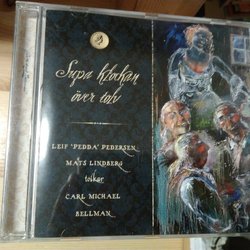 Supa klockan
över tolv
LEIF "PEDDA" PEDERSEN
MATS LINDBERG
tolkar
CARL MICHAEL
BELLMAN